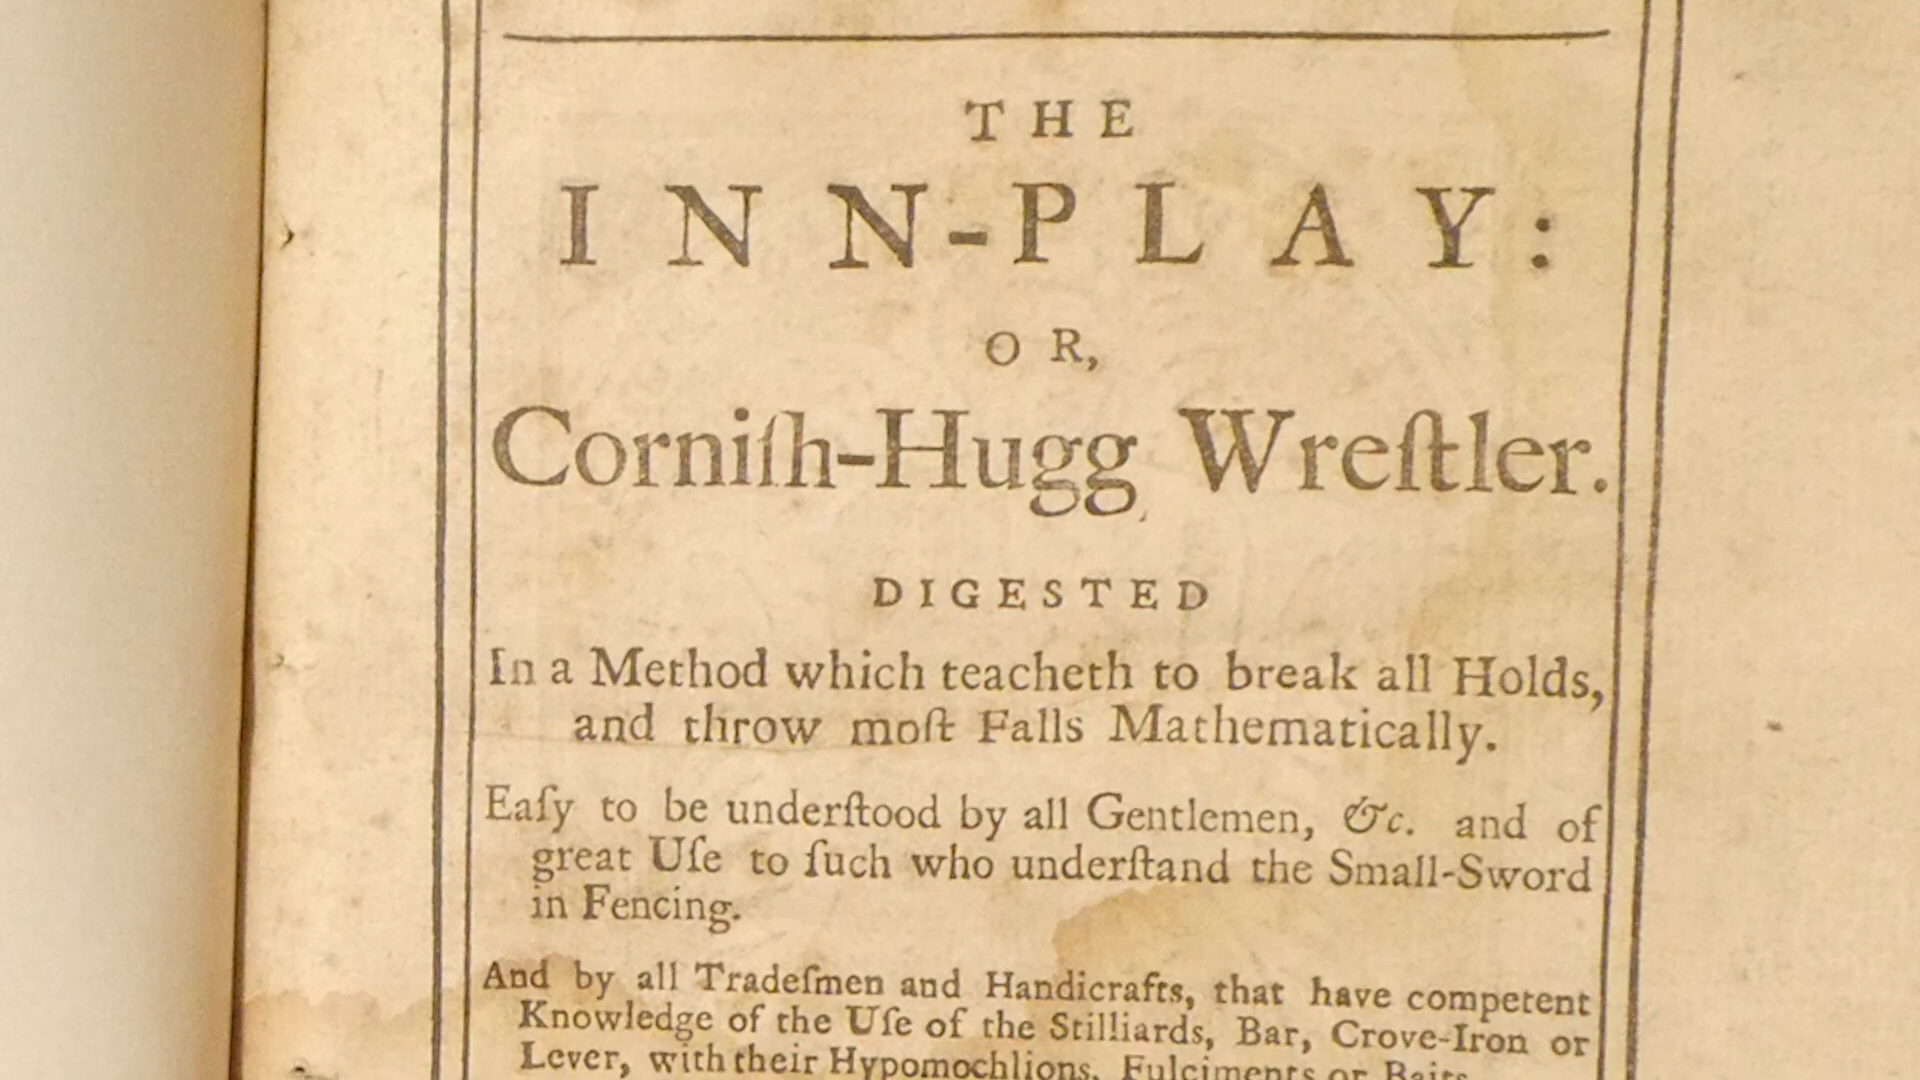 THE
INN-PLAY:
OR,
Corniſh-Hugg Wreſtler.
DIGESTED
In a Method which teacheth to break all Holds,
and throw moſt Falls Mathematically.
Eaſy to be underſtood by all Gentlemen, &c. and of
great Uſe to ſuch who underſtand the Small-Sword
in Fencing.
And by all Tradeſmen and Handicrafts, that have competent
Knowledge of the Uſe of the Stilliards, Bar, Crove-Iron or
Lever, with their Hypomochlions, Fulciments or Baits.